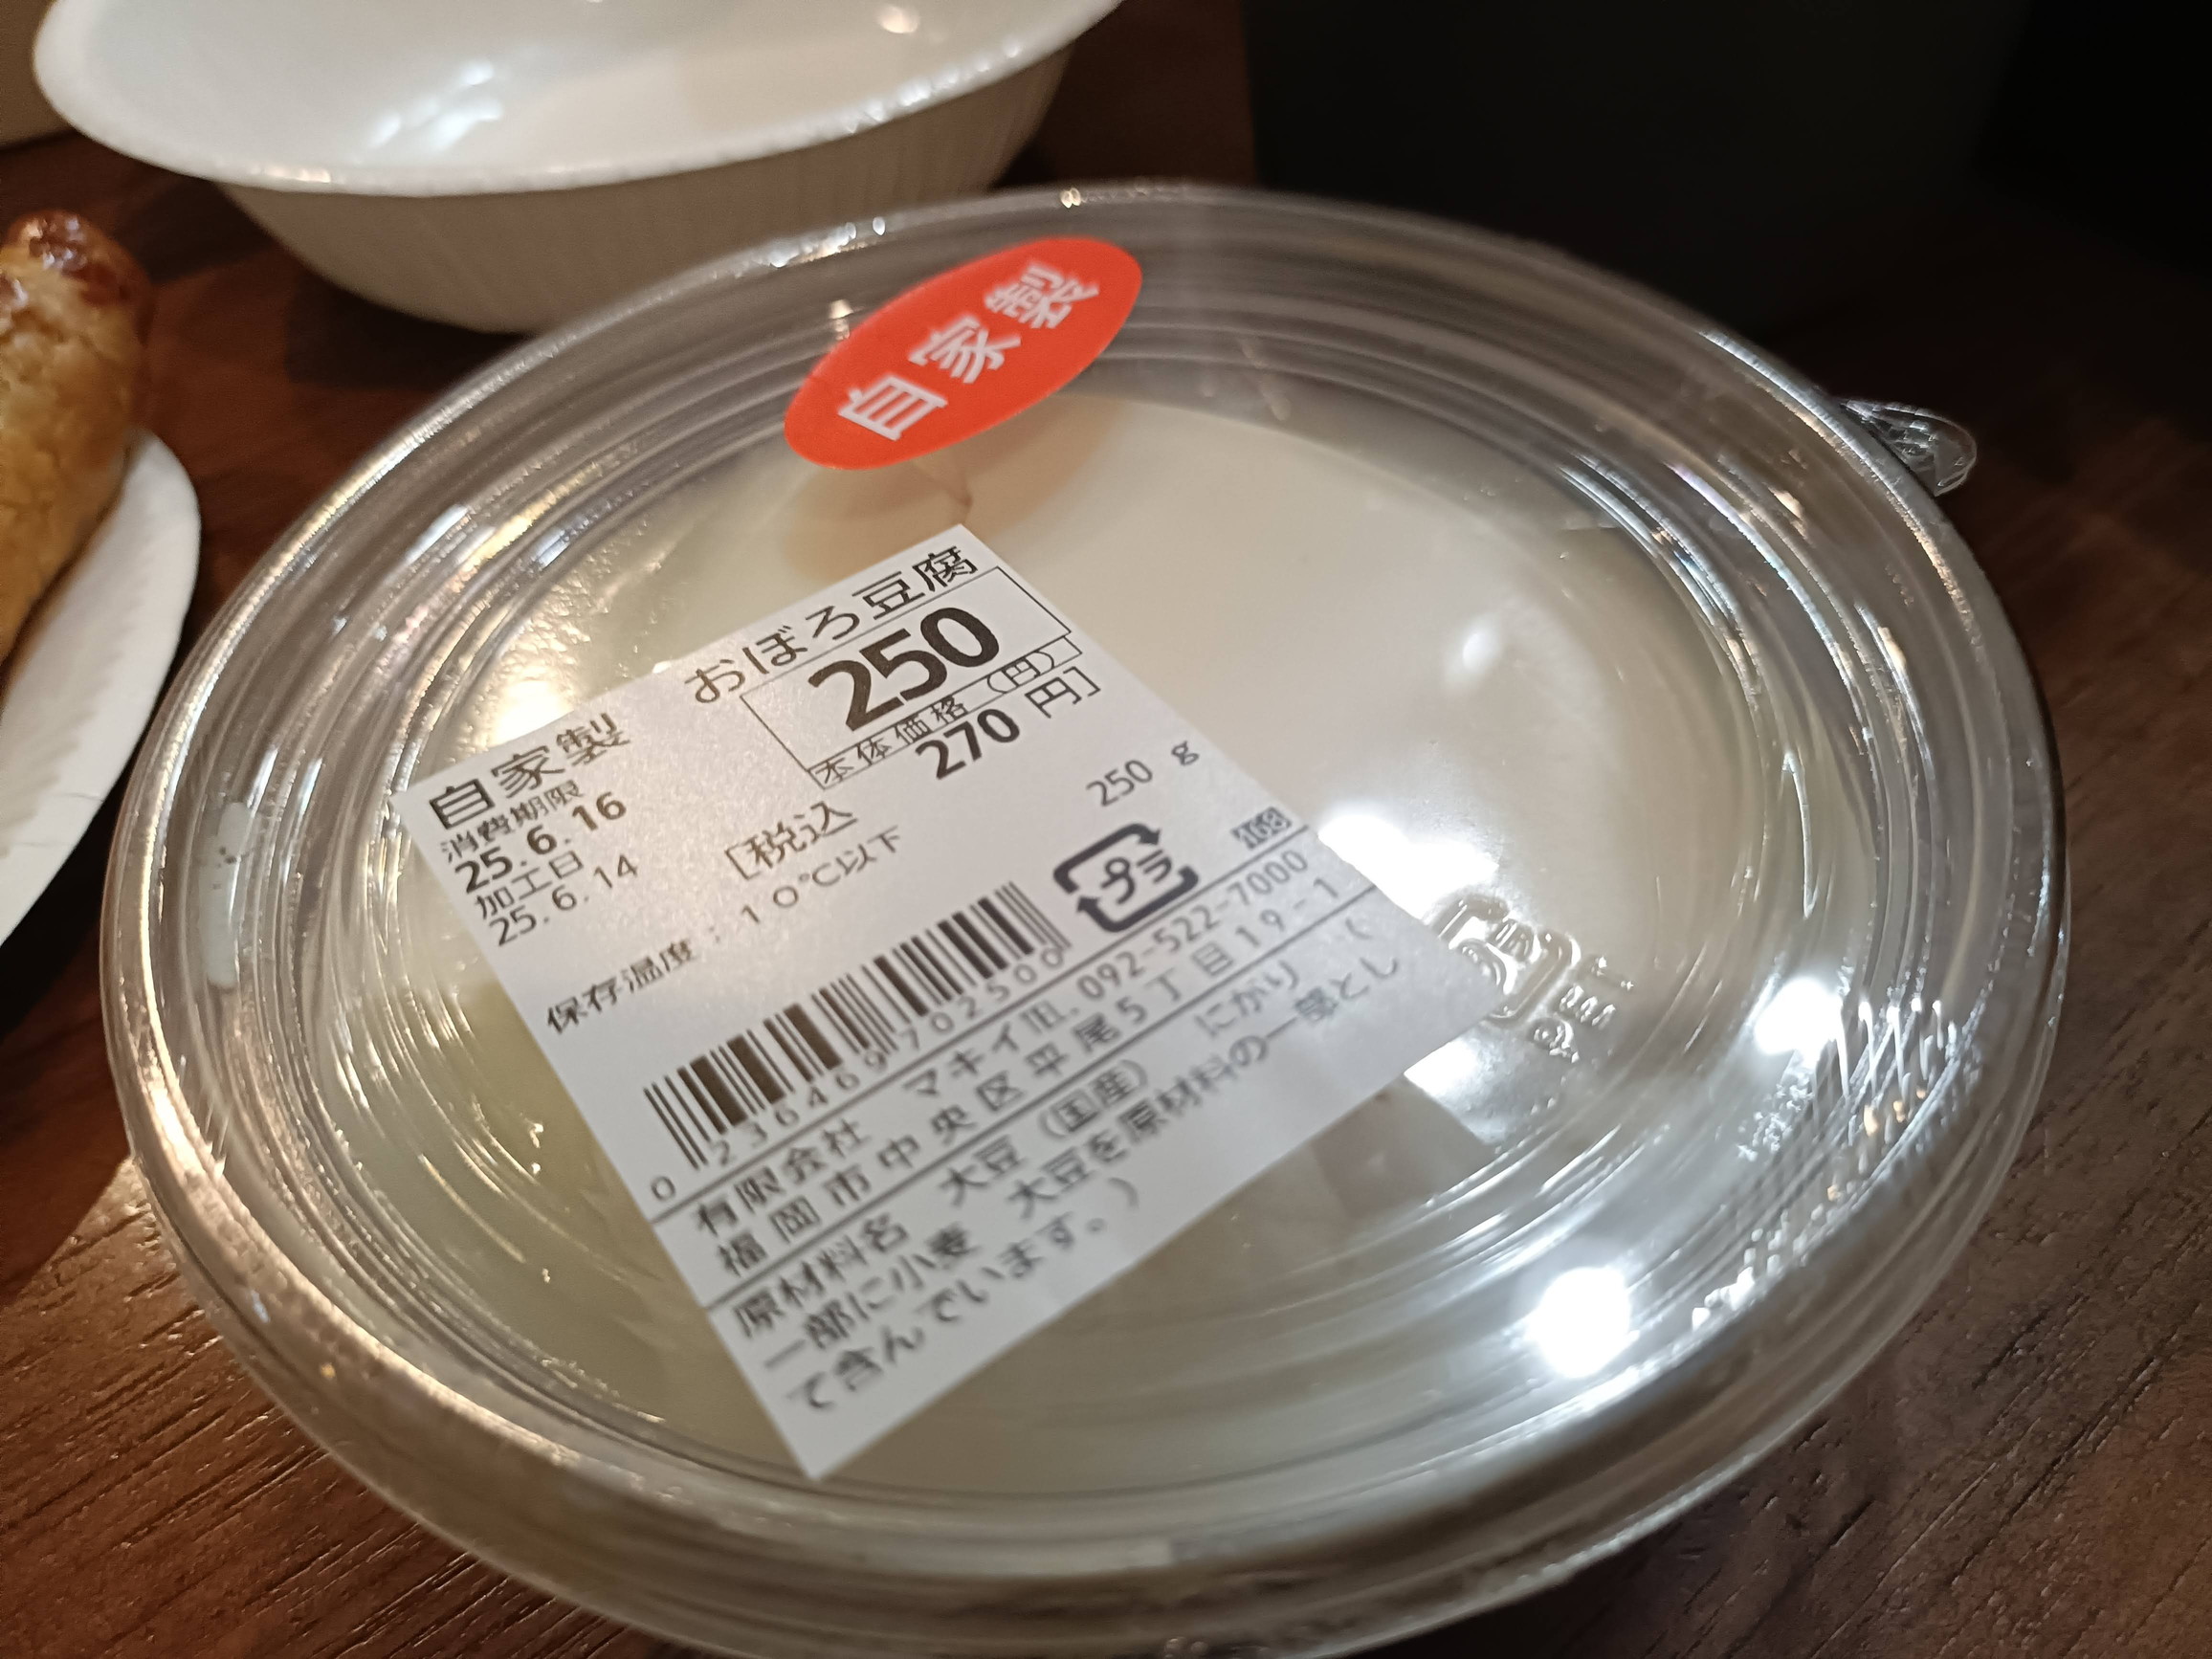 自家製
自家製 おぼろ豆腐
消費期限
25.6.16
加工日
25.6.14
250
本体価格(円)
[税込 270 円]
保存温度:10℃以下
250 g
プラ
168
0236469702500
有限会社 マキイ TEL.092-522-7000
福岡市中央区平尾5丁目19-1
原材料名 大豆(国産) にがり (
一部に小麦 大豆を原材料の一部とし
て含んでいます。)
PET